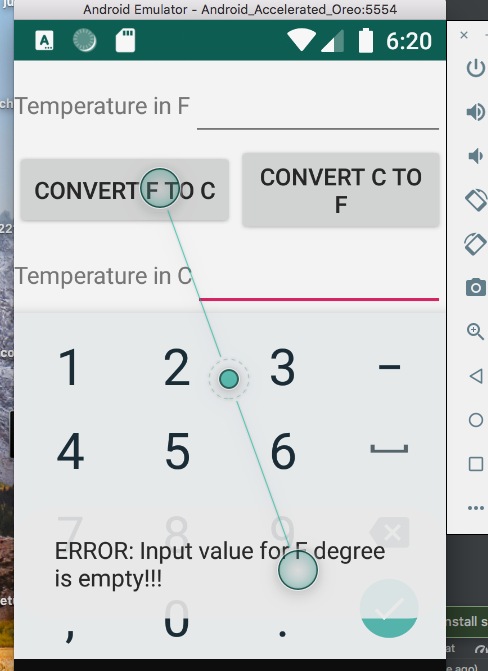 Android Emulator - Android_Accelerated_Oreo:5554
A
6:20
Temperature in F
CONVERT F TO C
CONVERT C TO
F
Temperature in C
1 2 3 −
4 5 6
7 8 9
ERROR: Input value for F degree
is empty!!!
, 0 .
nstall s
at
ago)